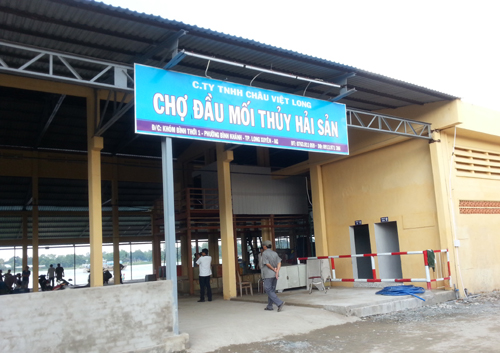 C.TY TNHH CHÂU VIỆT LONG
CHỢ ĐẦU MỐI THỦY HẢI SẢN
Đ/C: KHÓM BÌNH THỚI 1 - PHƯỜNG BÌNH KHÁNH - TP. LONG XUYÊN - AG